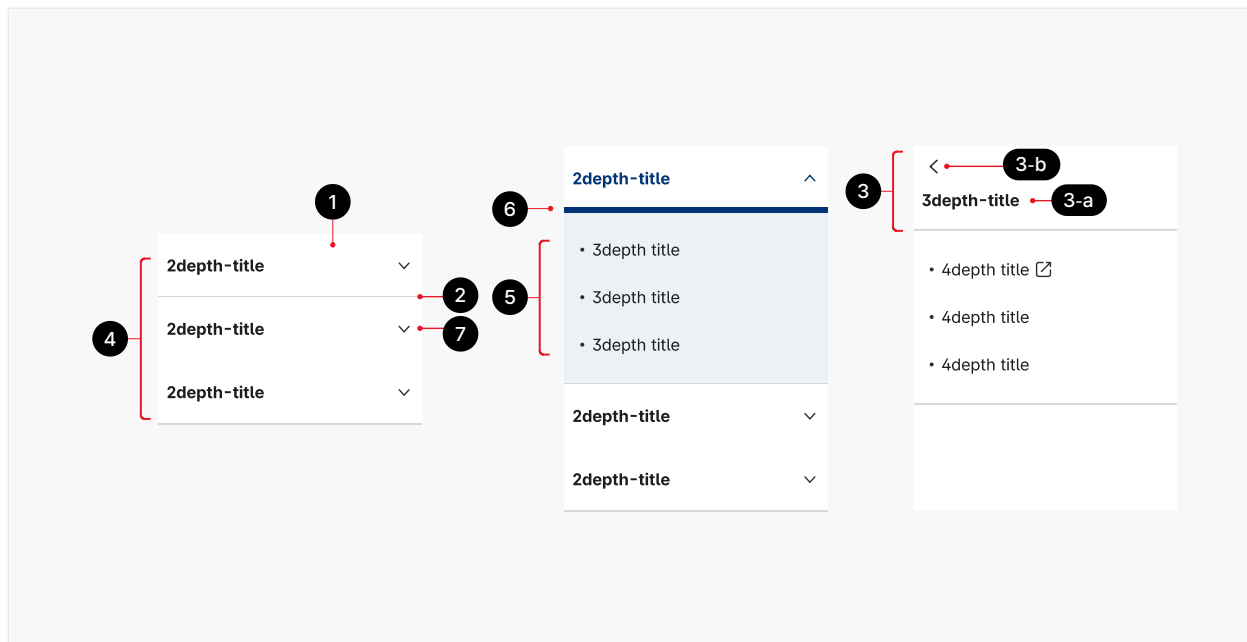 1
2depth-title
2
4
2depth-title
7
2depth-title
2depth-title
6
3depth title
5
3depth title
3depth title
2depth-title
2depth-title
3
3-b
3depth-title
3-a
4depth title
4depth title
4depth title